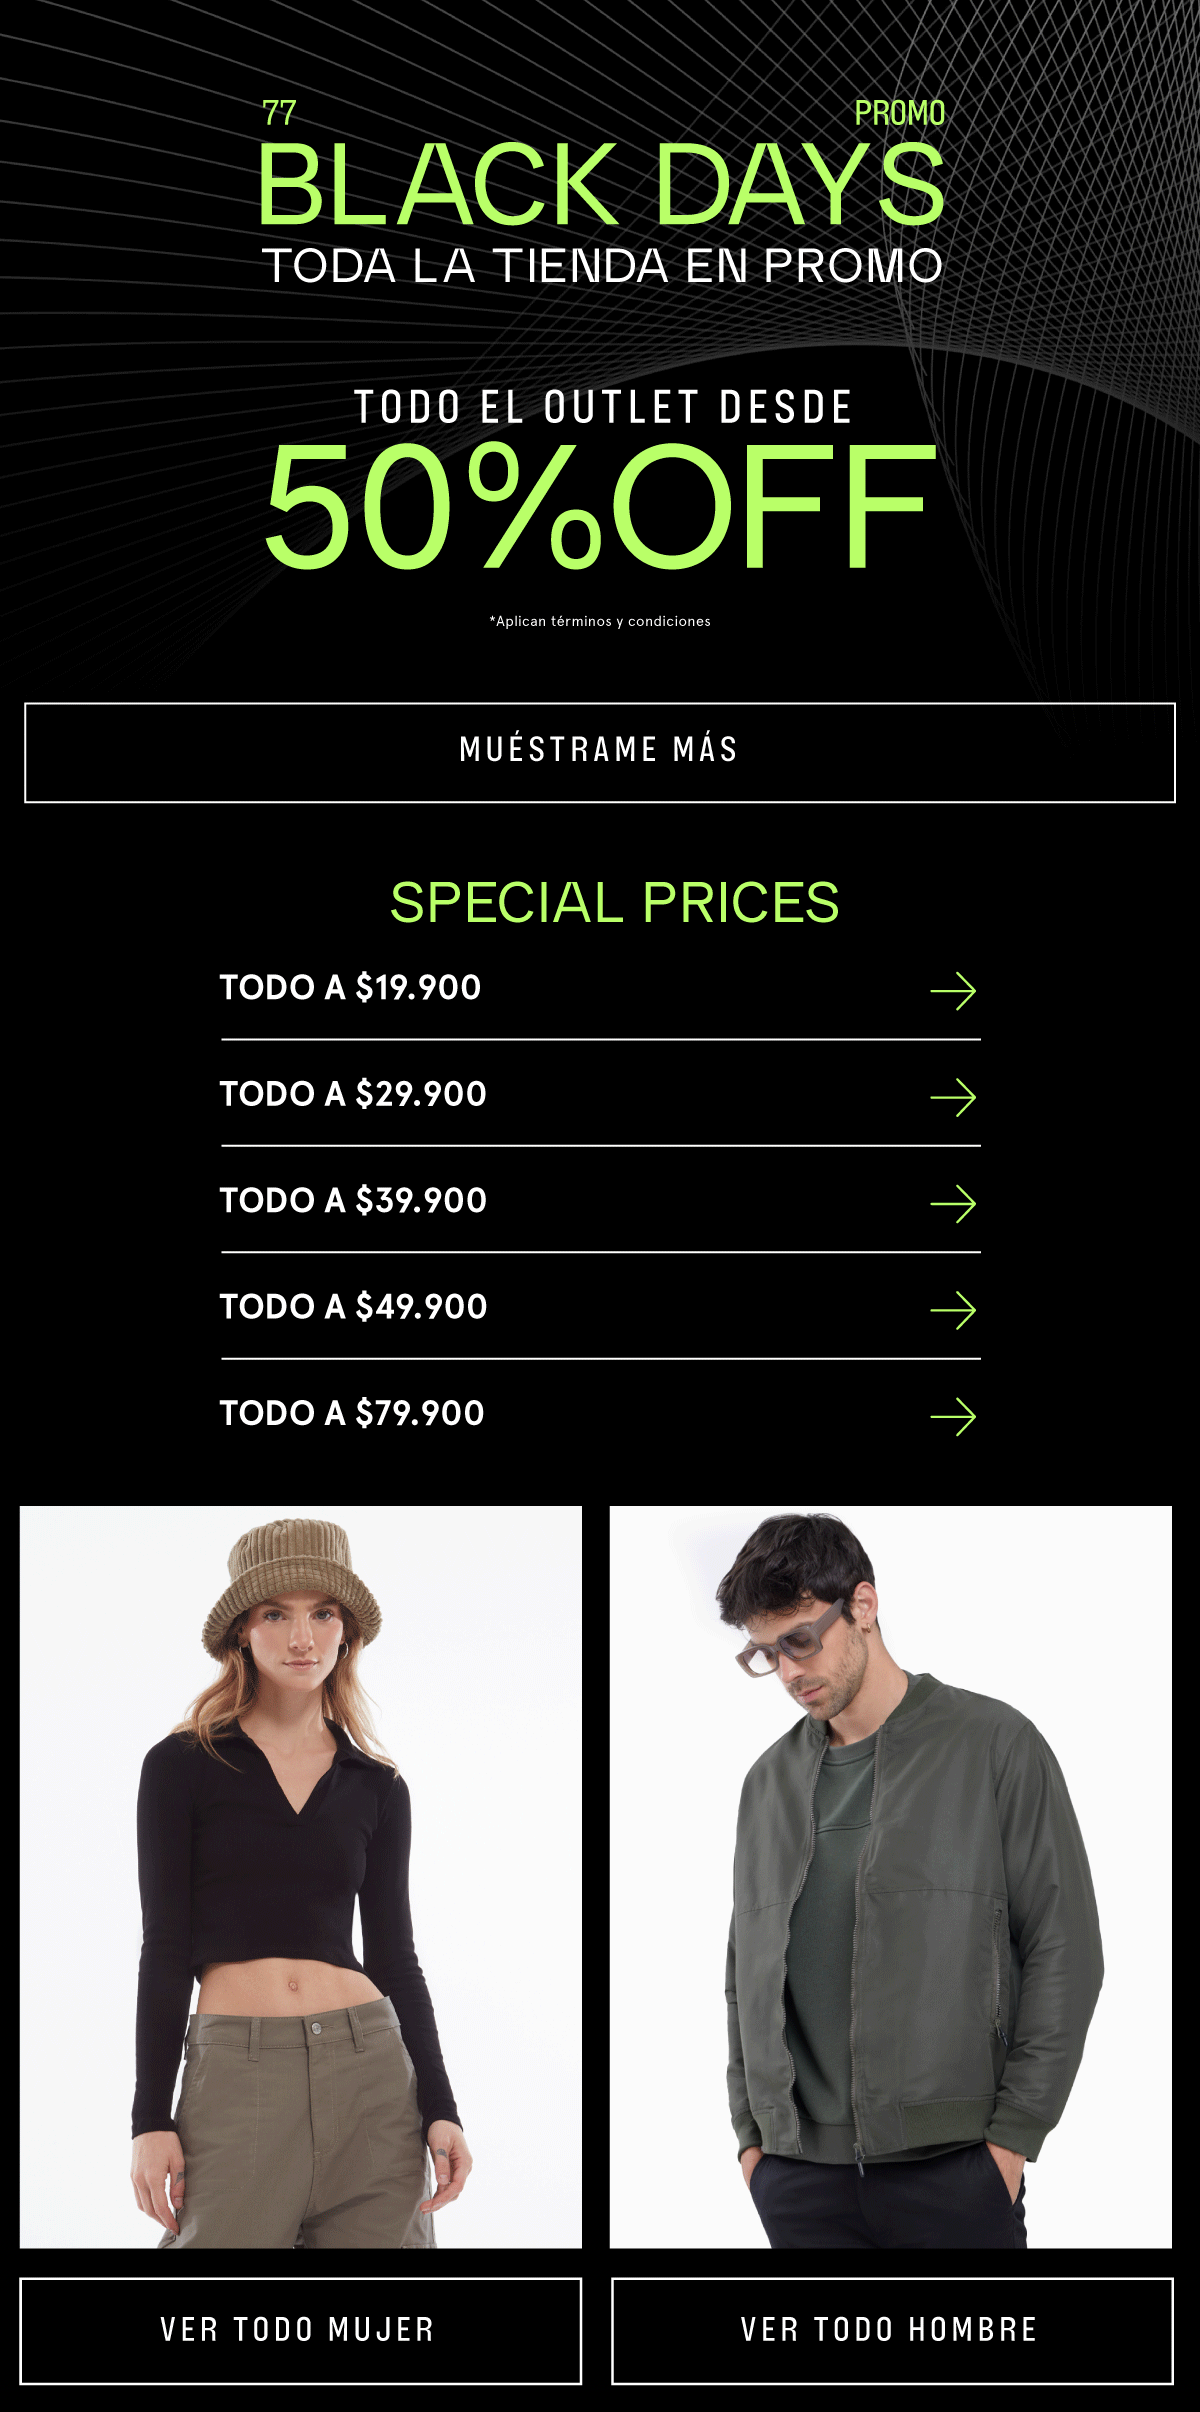 77 PROMO
BLACK DAYS
TODA LA TIENDA EN PROMO
TODO EL OUTLET DESDE
50%OFF
*Aplican términos y condiciones
MUÉSTRAME MÁS
SPECIAL PRICES
TODO A $19.900
TODO A $29.900
TODO A $39.900
TODO A $49.900
TODO A $79.900
VER TODO MUJER
VER TODO HOMBRE